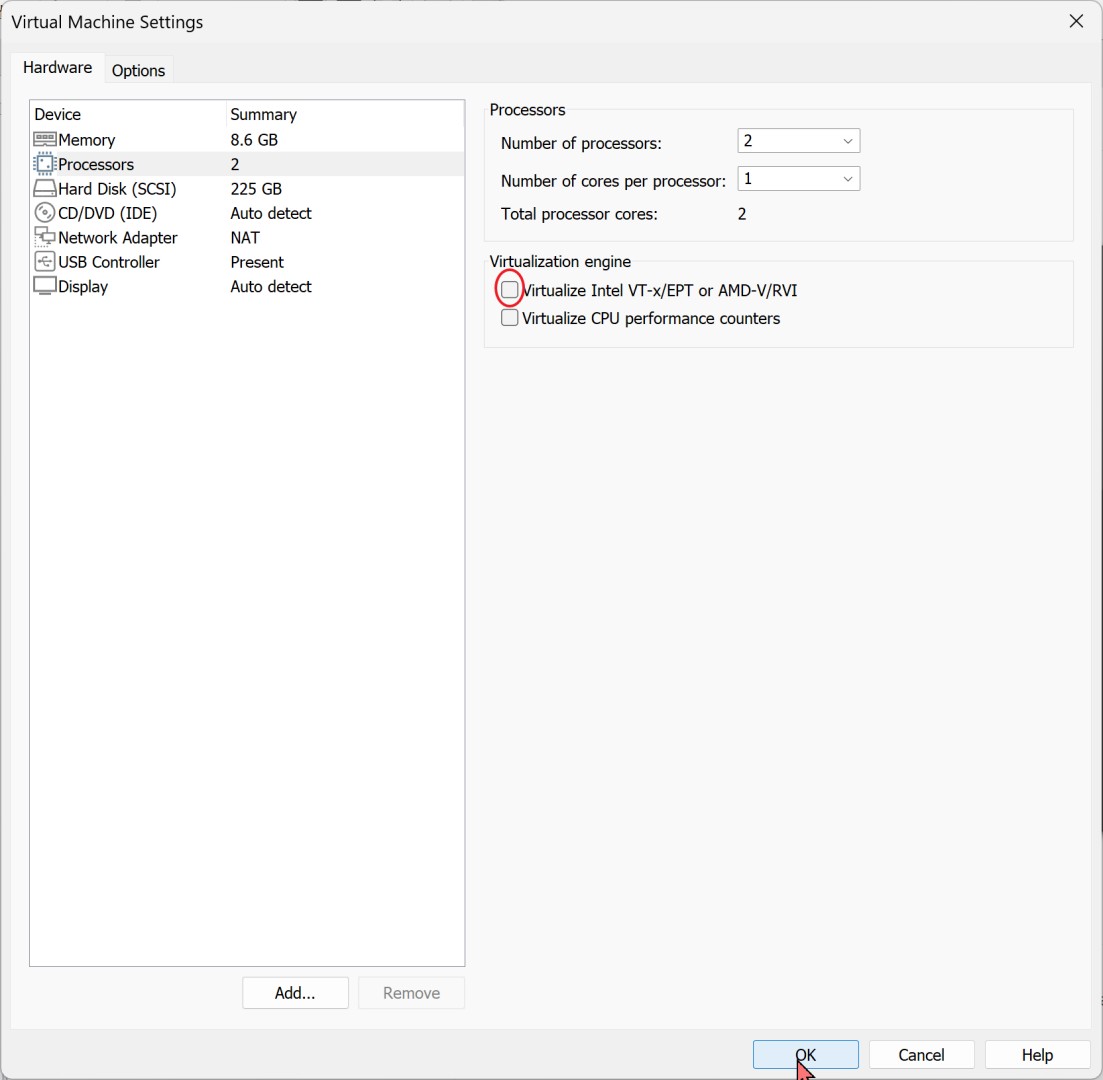 Virtual Machine Settings
Hardware
Options
Device Summary
Memory 8.6 GB
Processors 2
Hard Disk (SCSI) 225 GB
CD/DVD (IDE) Auto detect
Network Adapter NAT
USB Controller Present
Display Auto detect
Add...
Remove
Processors
Number of processors: 2
Number of cores per processor: 1
Total processor cores: 2
Virtualization engine
Virtualize Intel VT-x/EPT or AMD-V/RVI
Virtualize CPU performance counters
OK
Cancel
Help